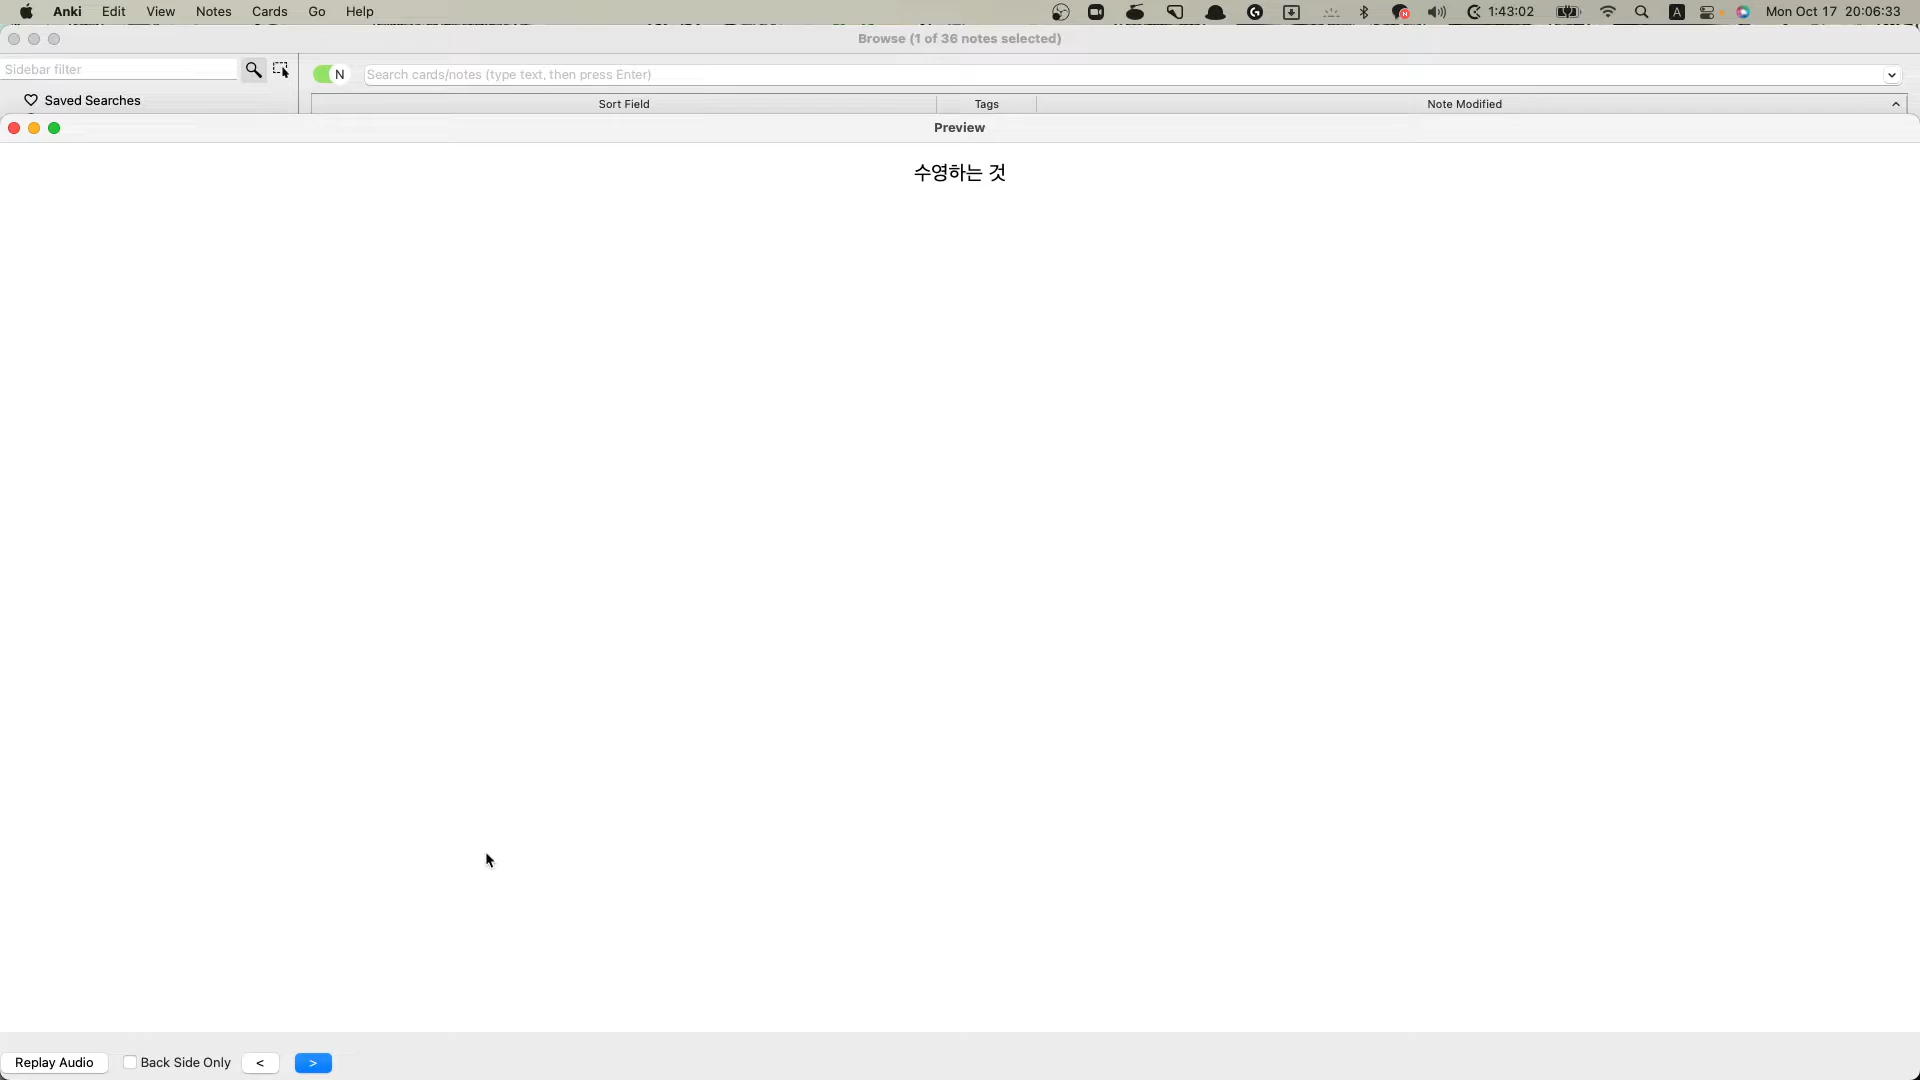 Anki Edit View Notes Cards Go Help 1:43:02 A Mon Oct 17 20:06:33
Browse (1 of 36 notes selected)
Sidebar filter
N
Search cards/notes (type text, then press Enter)
Saved Searches
Sort Field Tags Note Modified
Preview
수영하는 것
Replay Audio Back Side Only < >